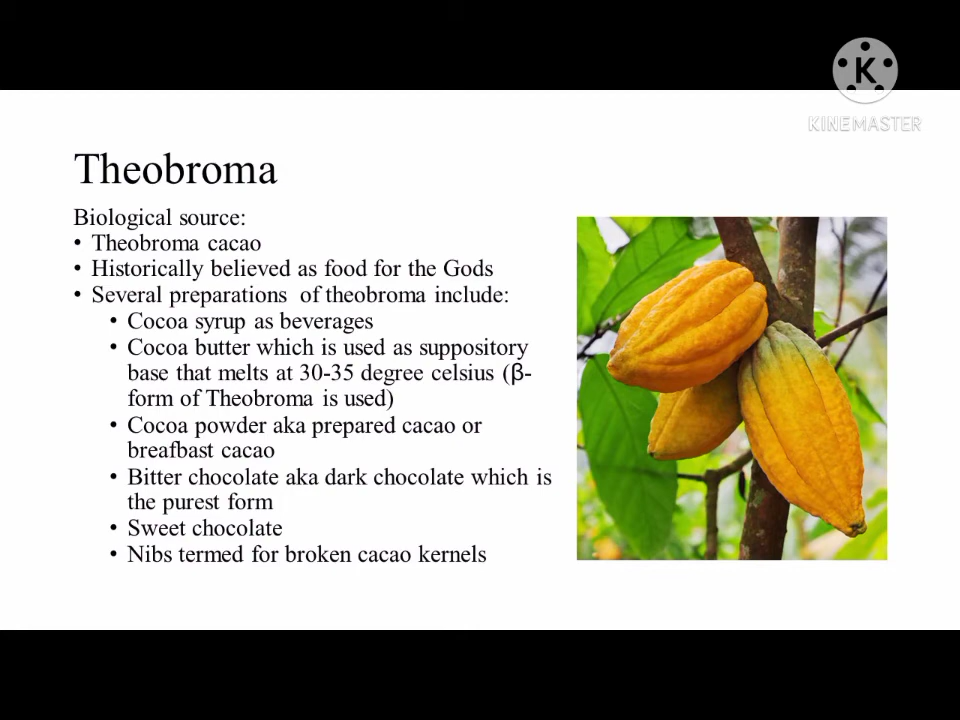 KINEMASTER
Theobroma
Biological source:
• Theobroma cacao
• Historically believed as food for the Gods
• Several preparations of theobroma include:
• Cocoa syrup as beverages
• Cocoa butter which is used as suppository
base that melts at 30-35 degree celsius (β-
form of Theobroma is used)
• Cocoa powder aka prepared cacao or
breafbast cacao
• Bitter chocolate aka dark chocolate which is
the purest form
• Sweet chocolate
• Nibs termed for broken cacao kernels